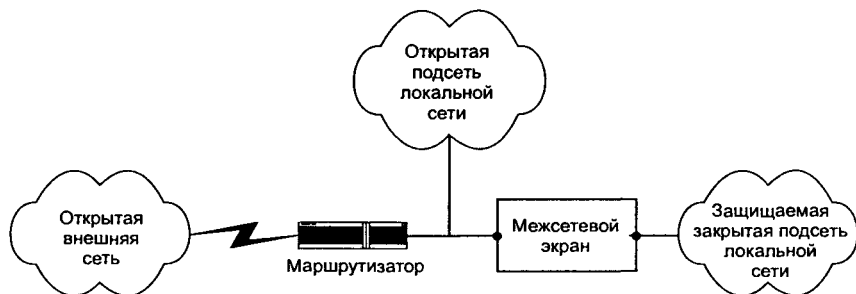 Открытая
подсеть
локальной
сети
Открытая
внешняя
сеть
Маршрутизатор
Межсетевой
экран
Защищаемая
закрытая подсеть
локальной
сети